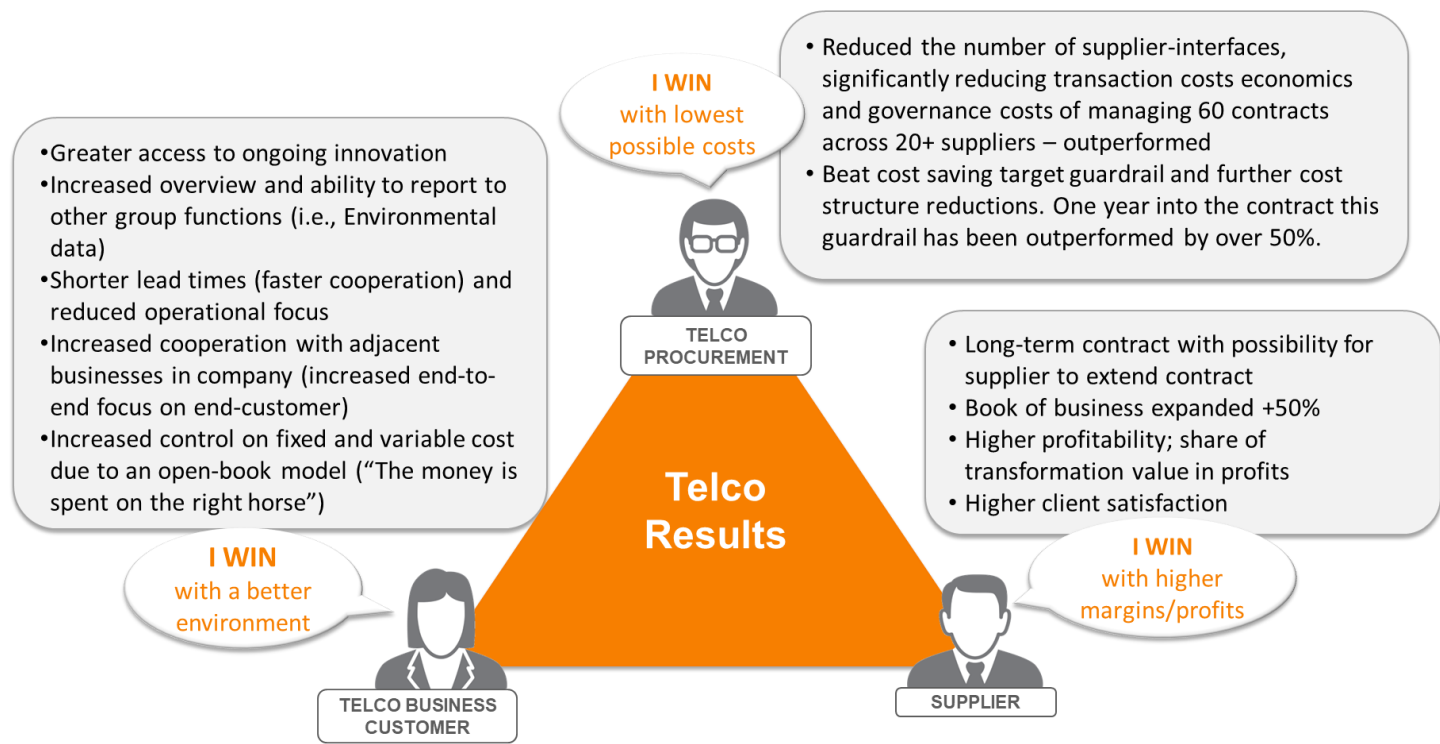 I WIN
with lowest
possible costs
• Reduced the number of supplier-interfaces,
significantly reducing transaction costs economics
and governance costs of managing 60 contracts
across 20+ suppliers – outperformed
• Beat cost saving target guardrail and further cost
structure reductions. One year into the contract this
guardrail has been outperformed by over 50%.
TELCO
PROCUREMENT
•Greater access to ongoing innovation
•Increased overview and ability to report to
other group functions (i.e., Environmental
data)
•Shorter lead times (faster cooperation) and
reduced operational focus
•Increased cooperation with adjacent
businesses in company (increased end-to-
end focus on end-customer)
•Increased control on fixed and variable cost
due to an open-book model (“The money is
spent on the right horse”)
I WIN
with a better
environment
TELCO BUSINESS
CUSTOMER
Telco
Results
• Long-term contract with possibility for
supplier to extend contract
• Book of business expanded +50%
• Higher profitability; share of
transformation value in profits
• Higher client satisfaction
I WIN
with higher
margins/profits
SUPPLIER